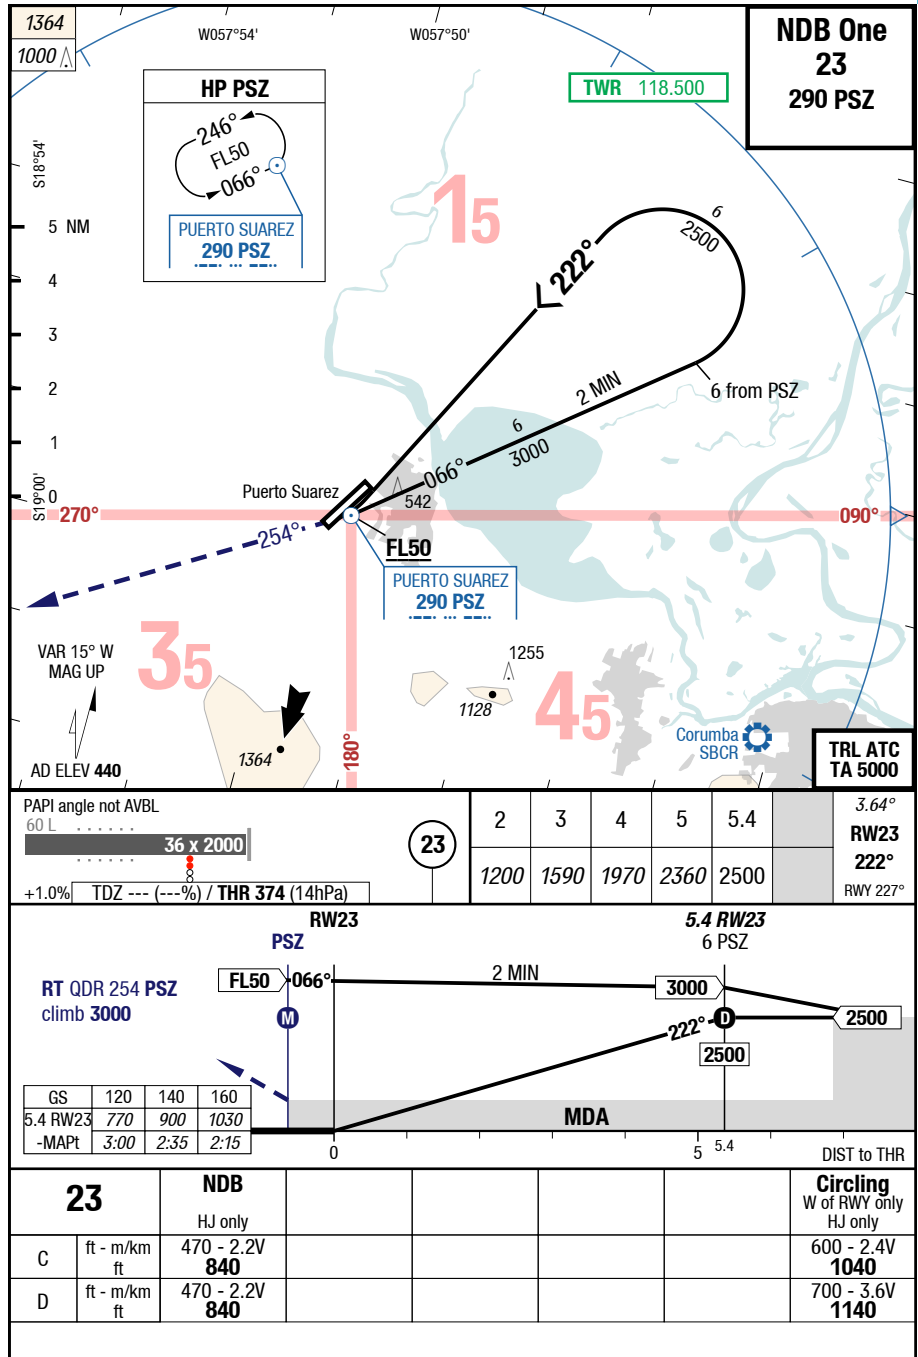 1364
1000
W057°54'
W057°50'
NDB One
23
290 PSZ
TWR 118.500
HP PSZ
246°
FL50
066°
PUERTO SUAREZ
290 PSZ
S18°54'
15
6
2500
222°
5 NM
4
3
2
1
0
S19°00'
2 MIN
6 from PSZ
6
3000
066°
542
Puerto Suarez
270°
090°
254°
FL50
PUERTO SUAREZ
290 PSZ
VAR 15° W
MAG UP
35
1255
1128
45
1364
180°
Corumba
SBCR
AD ELEV 440
TRL ATC
TA 5000
PAPI angle not AVBL
60 L
36 x 2000
+1.0%
TDZ --- (---%) / THR 374 (14hPa)
23
2 3 4 5 5.4
1200 1590 1970 2360 2500
3.64°
RW23
222°
RWY 227°
RW23
PSZ
5.4 RW23
6 PSZ
RT QDR 254 PSZ
climb 3000
FL50
066°
2 MIN
3000
M
222°
D
2500
2500
GS 120 140 160
5.4 RW23 770 900 1030
-MAPt 3:00 2:35 2:15
MDA
0
5
5.4
DIST to THR
23
NDB
HJ only
Circling
W of RWY only
HJ only
C
ft - m/km
ft
470 - 2.2V
840
600 - 2.4V
1040
D
ft - m/km
ft
470 - 2.2V
840
700 - 3.6V
1140